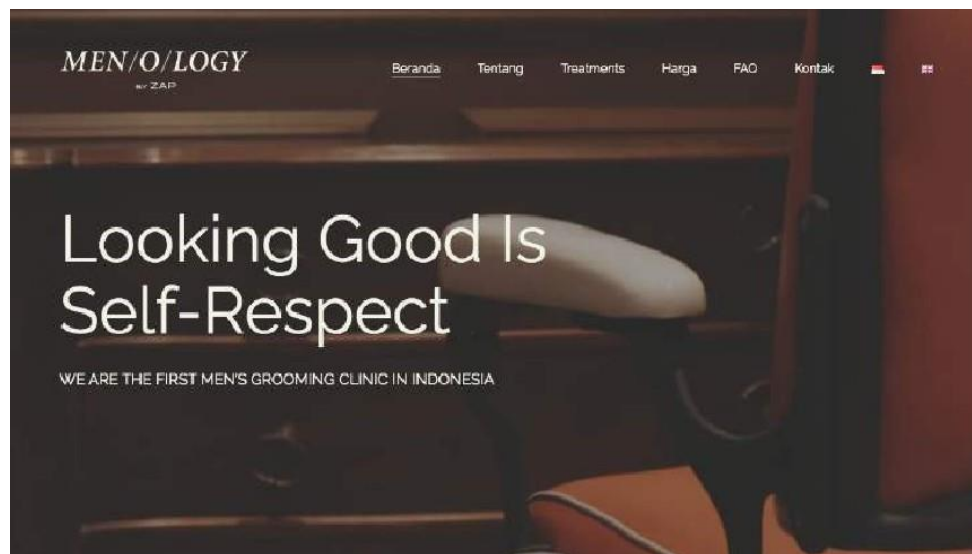 MEN/O/LOGY
BY ZAP
Beranda
Tentang
Treatments
Harga
FAQ
Kontak
Looking Good Is
Self-Respect
WE ARE THE FIRST MEN'S GROOMING CLINIC IN INDONESIA